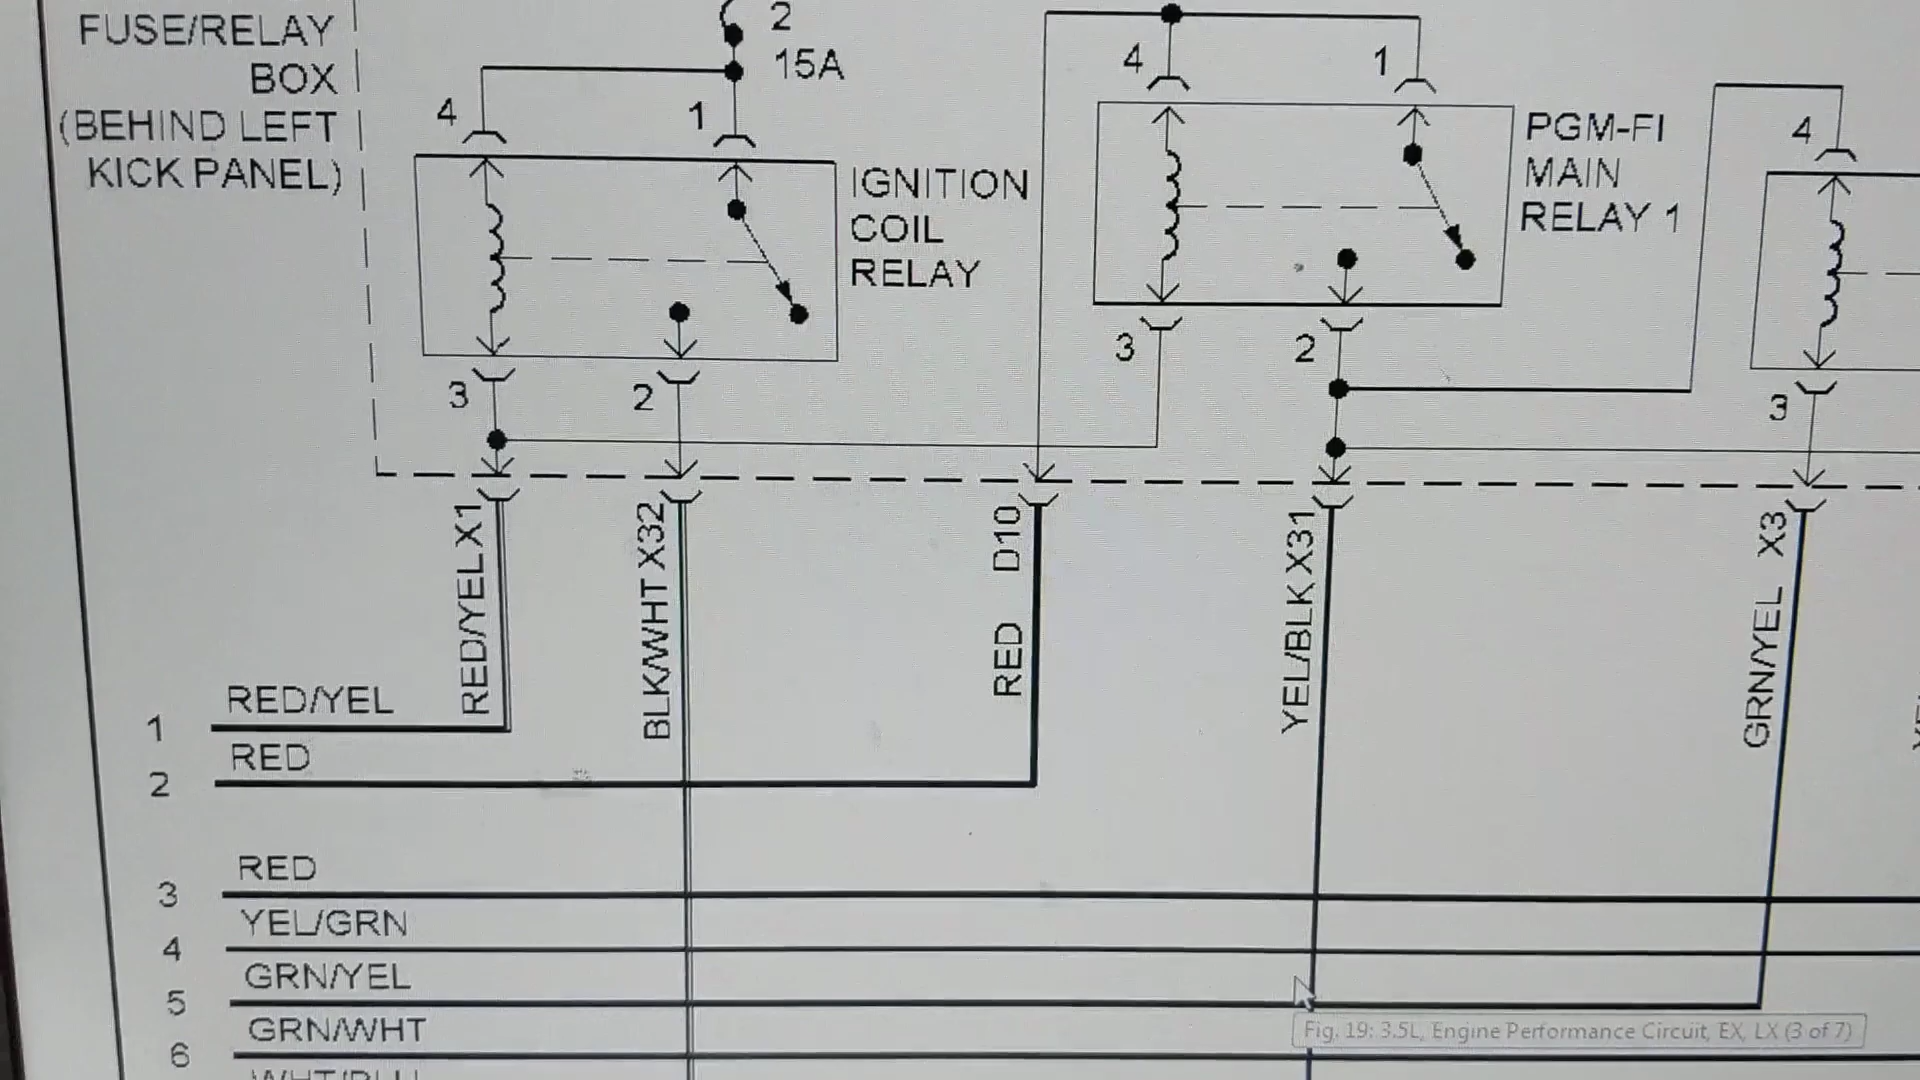 FUSE/RELAY
BOX
(BEHIND LEFT
KICK PANEL)
2
15A
4
1
IGNITION
COIL
RELAY
3
2
4
1
PGM-FI
MAIN
RELAY 1
3
2
4
3
RED/YEL X1
BLK/WHT X32
RED D10
YEL/BLK X31
GRN/YEL X3
1 RED/YEL
2 RED
3 RED
4 YEL/GRN
5 GRN/YEL
6 GRN/WHT
WHT/BLU
Fig. 19: 3.5L, Engine Performance Circuit, EX, LX (3 of 7)